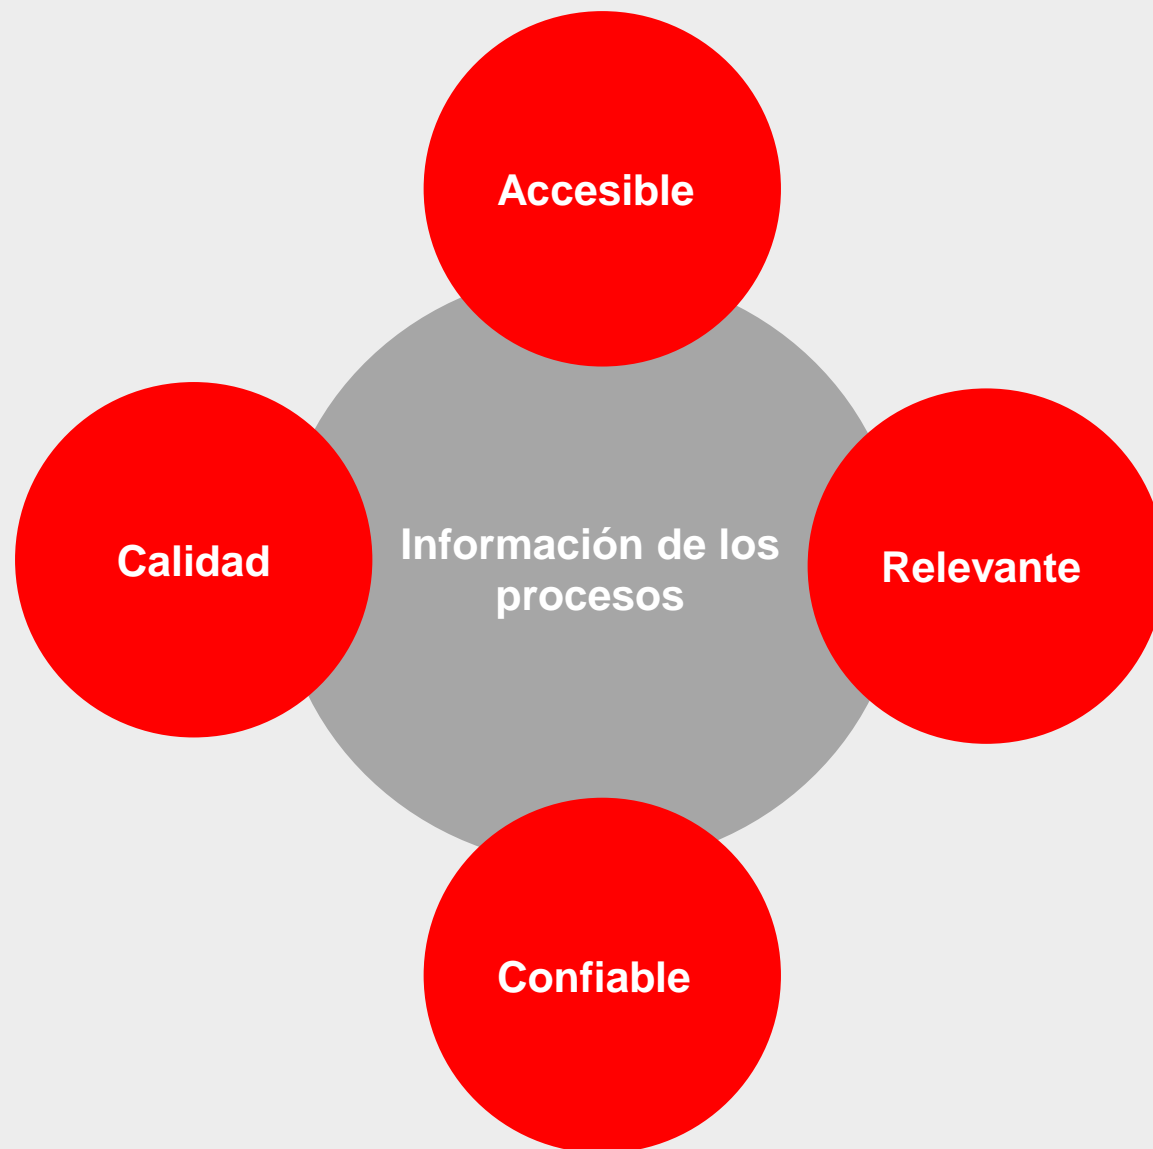 Accesible
Calidad
Información de los
procesos
Relevante
Confiable